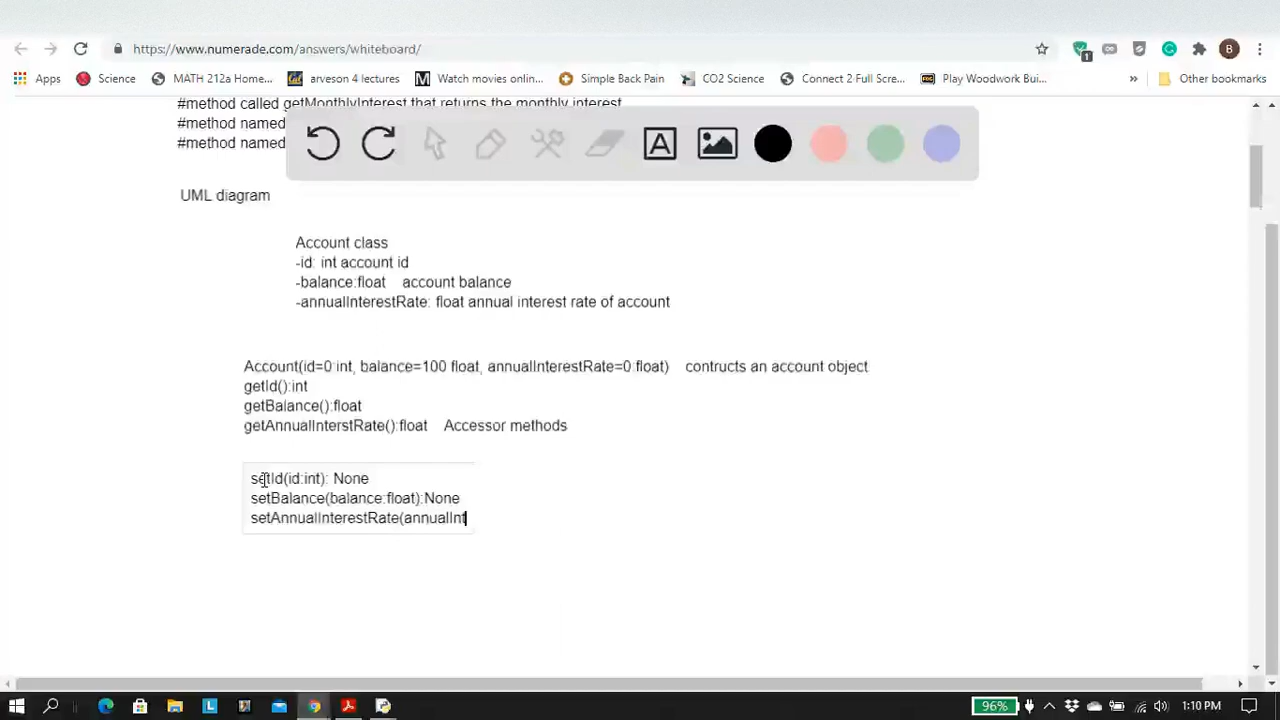 https://www.numerade.com/answers/whiteboard/
B
1
Apps
Science
MATH 212a Home...
Cal
arveson 4 lectures
M
Watch movies onlin...
Simple Back Pain
CO2 Science
Connect 2 Full Scre...
Play Woodwork Bui...
»
Other bookmarks
#method called getMonthlyInterest that returns the monthly interest
#method named
#method named
A
UML diagram
Account class
-id: int account id
-balance:float account balance
-annualInterestRate: float annual interest rate of account
Account(id=0:int, balance=100 float, annualInterestRate=0:float) contructs an account object
getId():int
getBalance():float
getAnnualInterstRate():float Accessor methods
setId(id:int): None
setBalance(balance:float):None
setAnnualInterestRate(annualInt
L
96%
1:10 PM